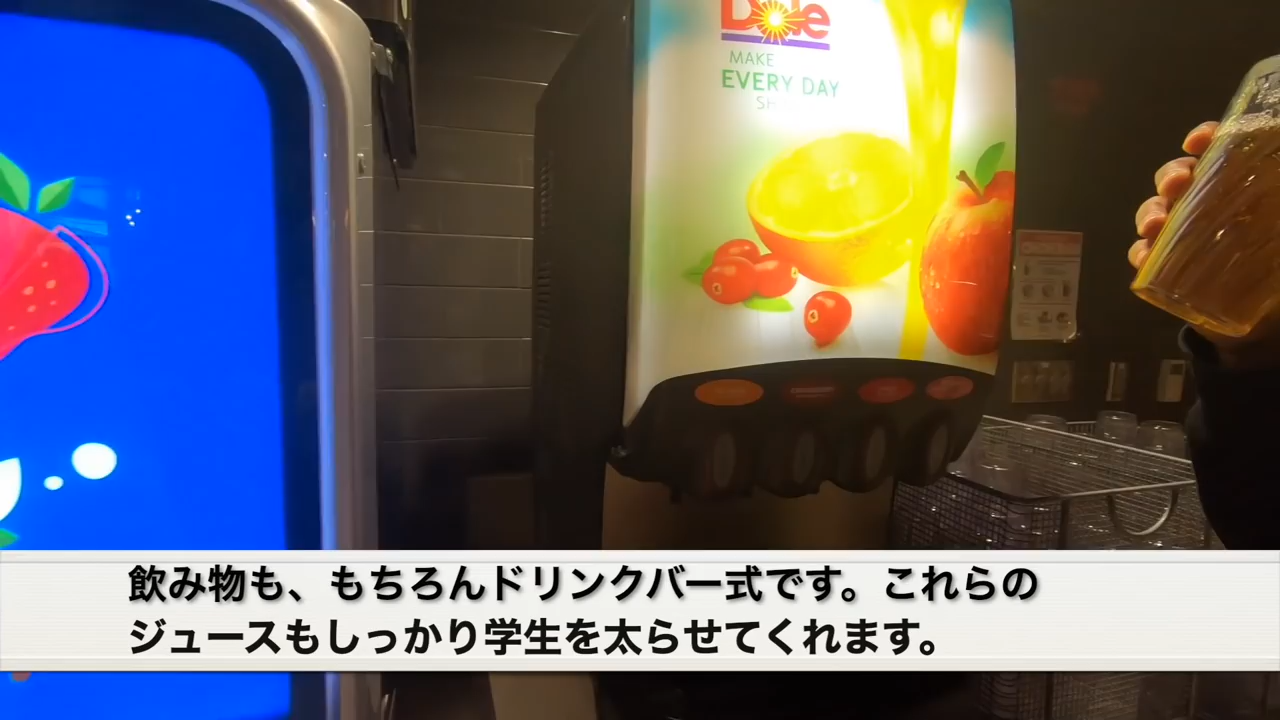 Dole
MAKE
EVERY DAY
飲み物も、もちろんドリンクバー式です。これらの
ジュースもしっかり学生を太らせてくれます。